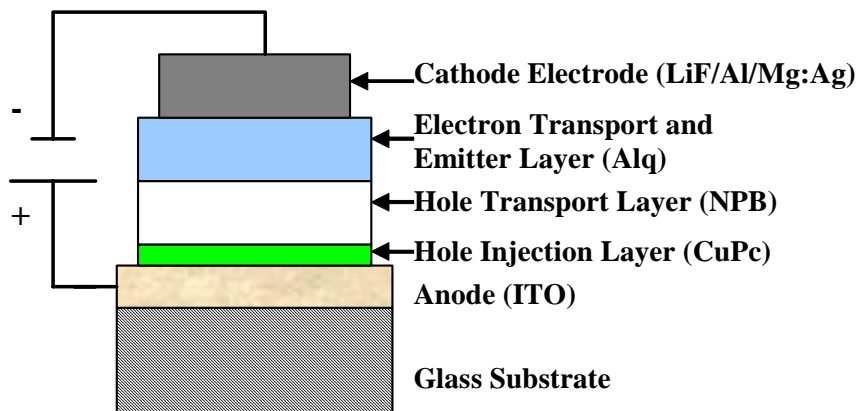 -
+
Cathode Electrode (LiF/Al/Mg:Ag)
Electron Transport and
Emitter Layer (Alq)
Hole Transport Layer (NPB)
Hole Injection Layer (CuPc)
Anode (ITO)
Glass Substrate